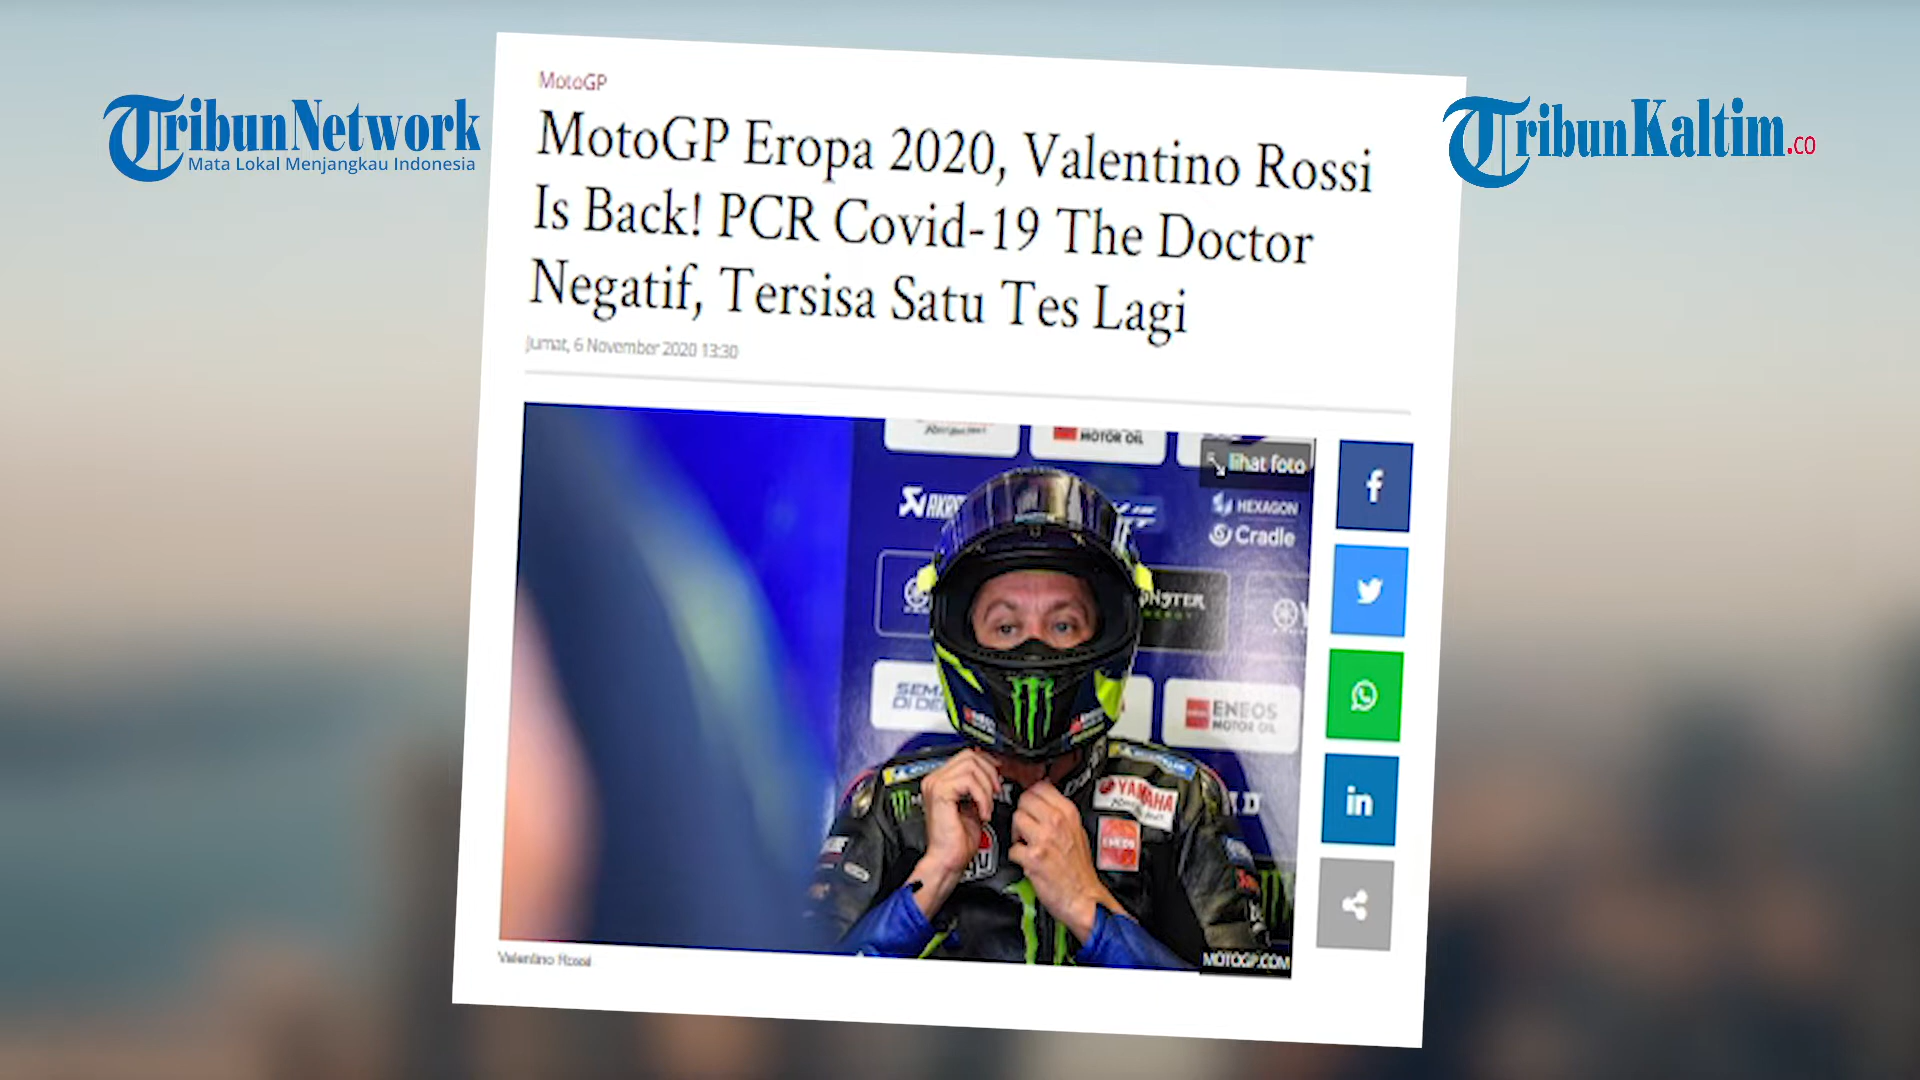 TribunNetwork
Mata Lokal Menjangkau Indonesia
TribunKaltim.co
MotoGP
MotoGP Eropa 2020, Valentino Rossi
Is Back! PCR Covid-19 The Doctor
Negatif, Tersisa Satu Tes Lagi
Jumat, 6 November 2020 13:30
MOTOR OIL
lihat foto
HEXAGON
Cradle
ENEOS
MOTOR OIL
YAMAHA
ENEOS
MOTOGP.COM
Valentino Rossi